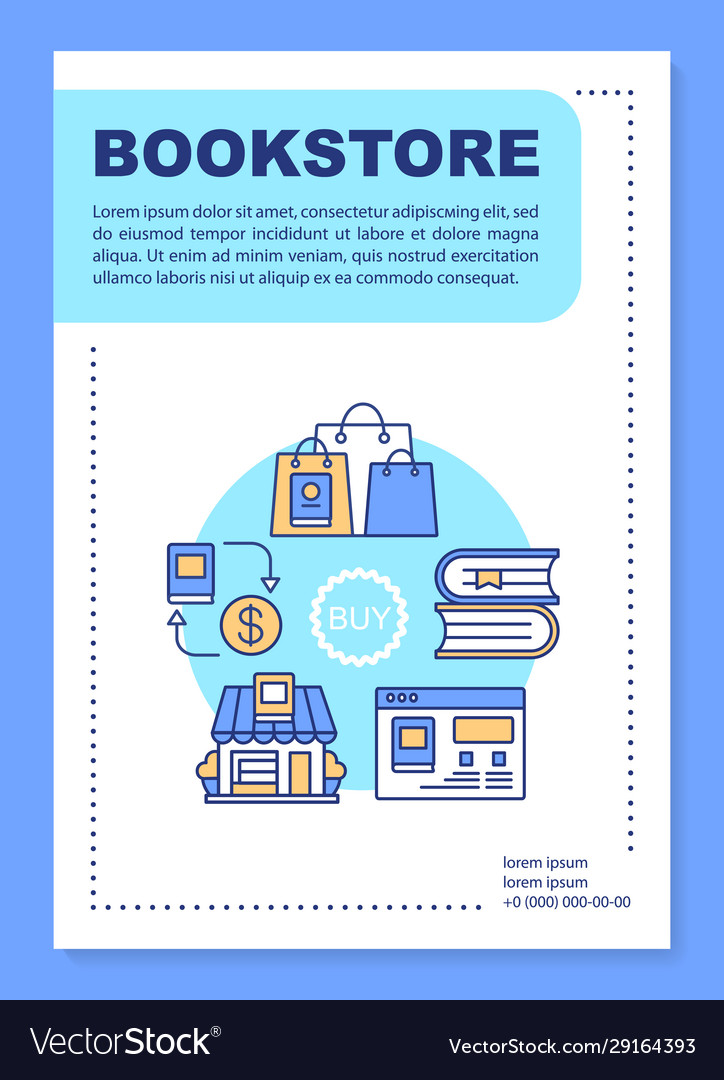 BOOKSTORE
Lorem ipsum dolor sit amet, consectetur adipiscмing elit, sed
do eiusmod tempor incididunt ut labore et dolore magna
aliqua. Ut enim ad minim veniam, quis nostrud exercitation
ullamco laboris nisi ut aliquip ex ea commodo consequat.
$
BUY
lorem ipsum
lorem ipsum
+0 (000) 000-00-00
VectorStock®
VectorStock.com/29164393